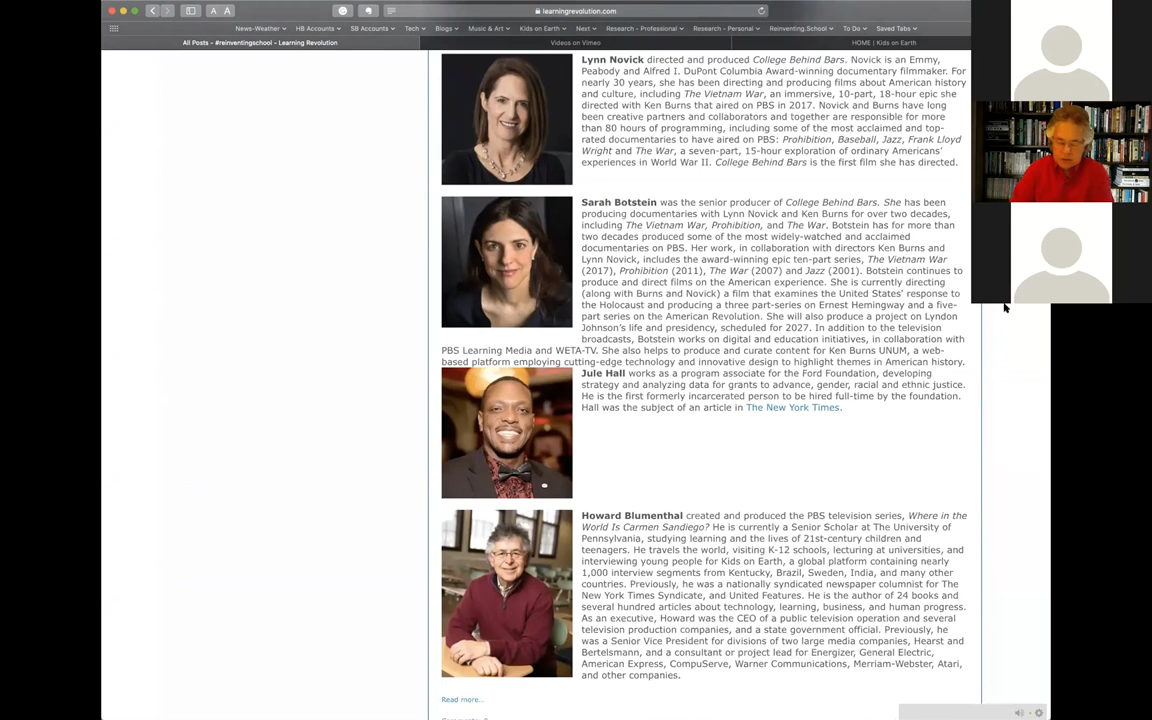 A A
learningrevolution.com
News-Weather HB Accounts SB Accounts Tech Blogs Music & Art Kids on Earth Next Research - Professional Research - Personal Reinventing.School To Do Saved Tabs
All Posts - #reinventingschool - Learning Revolution
Videos on Vimeo
HOME | Kids on Earth
Lynn Novick directed and produced College Behind Bars. Novick is an Emmy,
Peabody and Alfred I. DuPont Columbia Award-winning documentary filmmaker. For
nearly 30 years, she has been directing and producing films about American history
and culture, including The Vietnam War, an immersive, 10-part, 18-hour epic she
directed with Ken Burns that aired on PBS in 2017. Novick and Burns have long
been creative partners and collaborators and together are responsible for more
than 80 hours of programming, including some of the most acclaimed and top-
rated documentaries to have aired on PBS: Prohibition, Baseball, Jazz, Frank Lloyd
Wright and The War, a seven-part, 15-hour exploration of ordinary Americans'
experiences in World War II. College Behind Bars is the first film she has directed.
Sarah Botstein was the senior producer of College Behind Bars. She has been
producing documentaries with Lynn Novick and Ken Burns for over two decades,
including The Vietnam War, Prohibition, and The War. Botstein has for more than
two decades produced some of the most widely-watched and acclaimed
documentaries on PBS. Her work, in collaboration with directors Ken Burns and
Lynn Novick, includes the award-winning epic ten-part series, The Vietnam War
(2017), Prohibition (2011), The War (2007) and Jazz (2001). Botstein continues to
produce and direct films on the American experience. She is currently directing
(along with Burns and Novick) a film that examines the United States' response to
the Holocaust and producing a three part-series on Ernest Hemingway and a five-
part series on the American Revolution. She will also produce a project on Lyndon
Johnson's life and presidency, scheduled for 2027. In addition to the television
broadcasts, Botstein works on digital and education initiatives, in collaboration with
PBS Learning Media and WETA-TV. She also helps to produce and curate content for Ken Burns UNUM, a web-
based platform employing cutting-edge technology and innovative design to highlight themes in American history.
Jule Hall works as a program associate for the Ford Foundation, developing
strategy and analyzing data for grants to advance, gender, racial and ethnic justice.
He is the first formerly incarcerated person to be hired full-time by the foundation.
Hall was the subject of an article in The New York Times.
Howard Blumenthal created and produced the PBS television series, Where in the
World Is Carmen Sandiego? He is currently a Senior Scholar at The University of
Pennsylvania, studying learning and the lives of 21st-century children and
teenagers. He travels the world, visiting K-12 schools, lecturing at universities, and
interviewing young people for Kids on Earth, a global platform containing nearly
1,000 interview segments from Kentucky, Brazil, Sweden, India, and many other
countries. Previously, he was a nationally syndicated newspaper columnist for The
New York Times Syndicate, and United Features. He is the author of 24 books and
several hundred articles about technology, learning, business, and human progress.
As an executive, Howard was the CEO of a public television operation and several
television production companies, and a state government official. Previously, he
was a Senior Vice President for divisions of two large media companies, Hearst and
Bertelsmann, and a consultant or project lead for Energizer, General Electric,
American Express, CompuServe, Warner Communications, Merriam-Webster, Atari,
and other companies.
Read more...